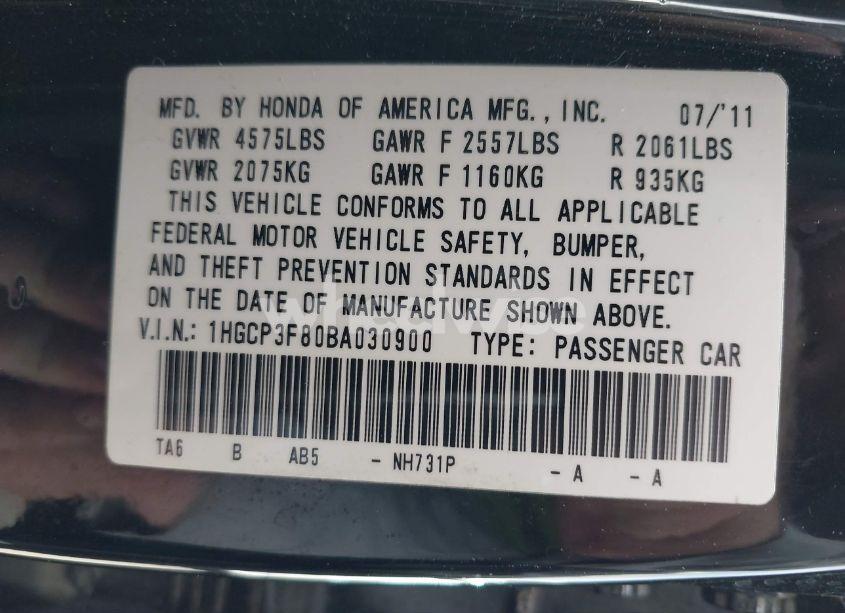 MFD. BY HONDA OF AMERICA MFG., INC. 07/'11
GVWR 4575LBS GAWR F 2557LBS R 2061LBS
GVWR 2075KG GAWR F 1160KG R 935KG
THIS VEHICLE CONFORMS TO ALL APPLICABLE
FEDERAL MOTOR VEHICLE SAFETY, BUMPER,
AND THEFT PREVENTION STANDARDS IN EFFECT
ON THE DATE OF MANUFACTURE SHOWN ABOVE.
V.I.N.: 1HGCP3F80BA030900 TYPE: PASSENGER CAR
TA6 B AB5 - NH731P - A - A